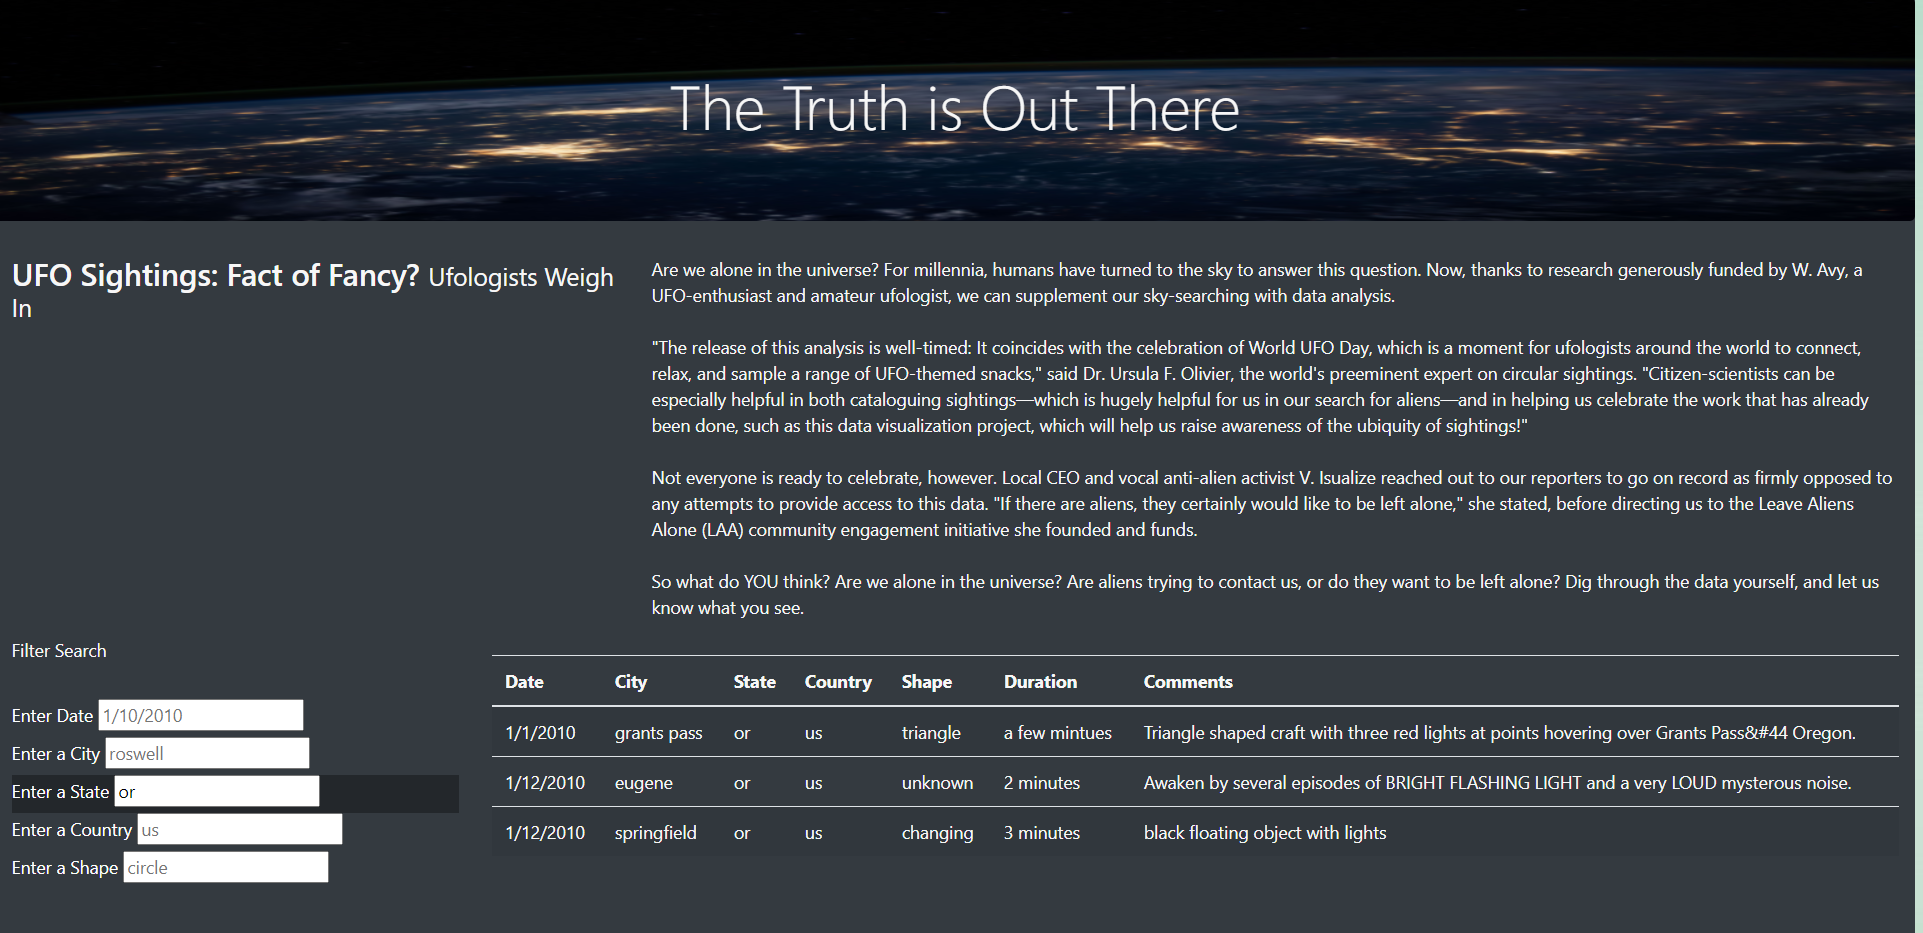 The Truth is Out There
UFO Sightings: Fact of Fancy? Ufologists Weigh
In
Are we alone in the universe? For millennia, humans have turned to the sky to answer this question. Now, thanks to research generously funded by W. Avy, a
UFO-enthusiast and amateur ufologist, we can supplement our sky-searching with data analysis.
"The release of this analysis is well-timed: It coincides with the celebration of World UFO Day, which is a moment for ufologists around the world to connect,
relax, and sample a range of UFO-themed snacks," said Dr. Ursula F. Olivier, the world's preeminent expert on circular sightings. "Citizen-scientists can be
especially helpful in both cataloguing sightings—which is hugely helpful for us in our search for aliens—and in helping us celebrate the work that has already
been done, such as this data visualization project, which will help us raise awareness of the ubiquity of sightings!"
Not everyone is ready to celebrate, however. Local CEO and vocal anti-alien activist V. Isualize reached out to our reporters to go on record as firmly opposed to
any attempts to provide access to this data. "If there are aliens, they certainly would like to be left alone," she stated, before directing us to the Leave Aliens
Alone (LAA) community engagement initiative she founded and funds.
So what do YOU think? Are we alone in the universe? Are aliens trying to contact us, or do they want to be left alone? Dig through the data yourself, and let us
know what you see.
Filter Search
Enter Date 1/10/2010
Enter a City roswell
Enter a State or
Enter a Country us
Enter a Shape circle
Date City State Country Shape Duration Comments
1/1/2010 grants pass or us triangle a few mintues Triangle shaped craft with three red lights at points hovering over Grants Pass&#44 Oregon.
1/12/2010 eugene or us unknown 2 minutes Awaken by several episodes of BRIGHT FLASHING LIGHT and a very LOUD mysterous noise.
1/12/2010 springfield or us changing 3 minutes black floating object with lights